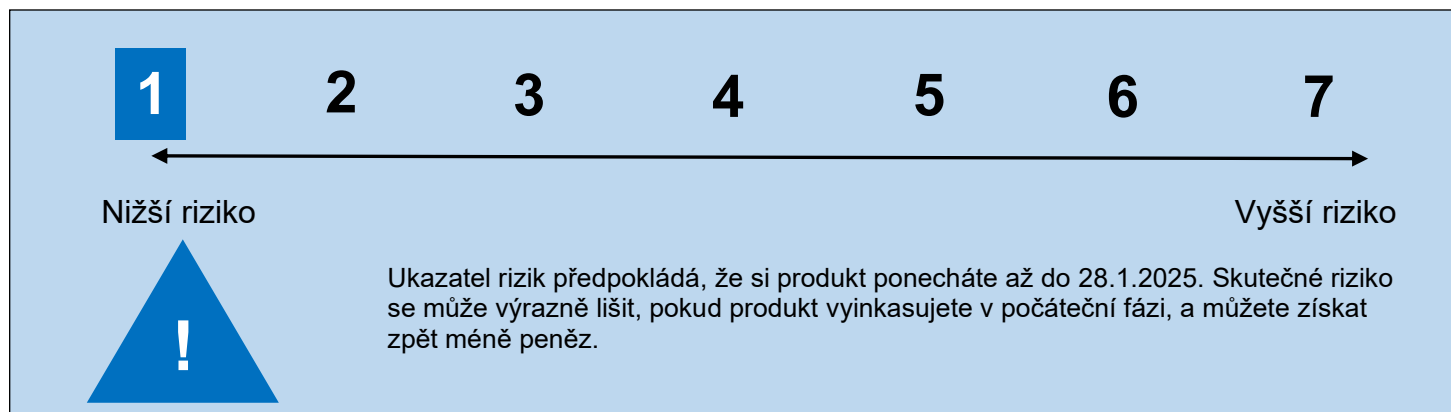 1 2 3 4 5 6 7
Nižší riziko Vyšší riziko
Ukazatel rizik předpokládá, že si produkt ponecháte až do 28.1.2025. Skutečné riziko
se může výrazně lišit, pokud produkt vyinkasujete v počáteční fázi, a můžete získat
zpět méně peněz.
!